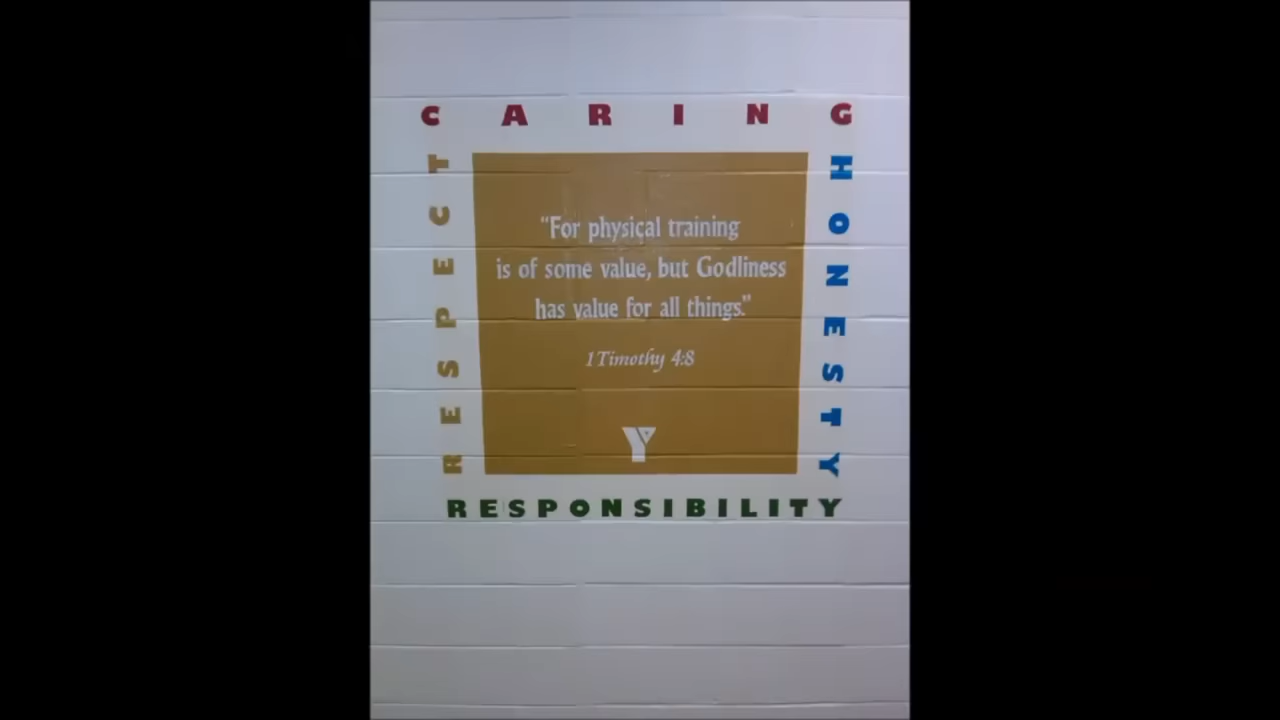 CARING
RESPECT
HONESTY
“For physical training
is of some value, but Godliness
has value for all things.”
1 Timothy 4:8
Y
RESPONSIBILITY